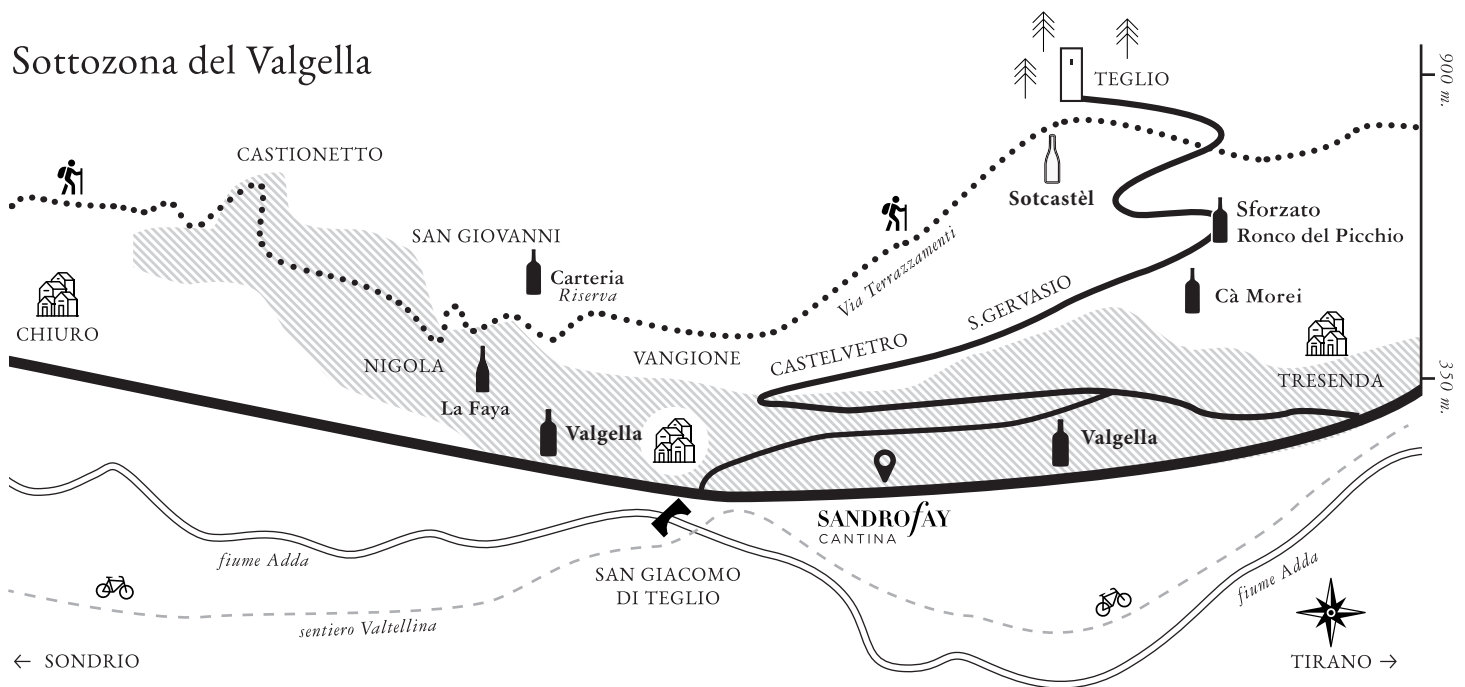 Sottozona del Valgella
TEGLIO
900 m.
CASTIONETTO
Sotcastèl
Sforzato
Ronco del Picchio
SAN GIOVANNI
Carteria
Riserva
Via Terrazzamenti
Cà Morei
CHIURO
S.GERVASIO
NIGOLA
VANGIONE
CASTELVETRO
TRESENDA
350 m.
La Faya
Valgella
Valgella
SANDROfAY
CANTINA
fiume Adda
SAN GIACOMO
DI TEGLIO
fiume Adda
sentiero Valtellina
← SONDRIO
TIRANO →